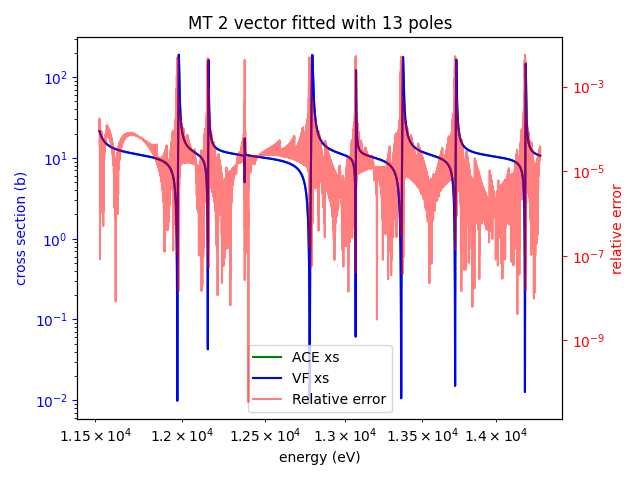 MT 2 vector fitted with 13 poles
10²
10¹
10⁰
10⁻¹
10⁻²
cross section (b)
10⁻³
10⁻⁵
10⁻⁷
10⁻⁹
relative error
ACE xs
VF xs
Relative error
1.15 × 10⁴ 1.2 × 10⁴ 1.25 × 10⁴ 1.3 × 10⁴ 1.35 × 10⁴ 1.4 × 10⁴
energy (eV)